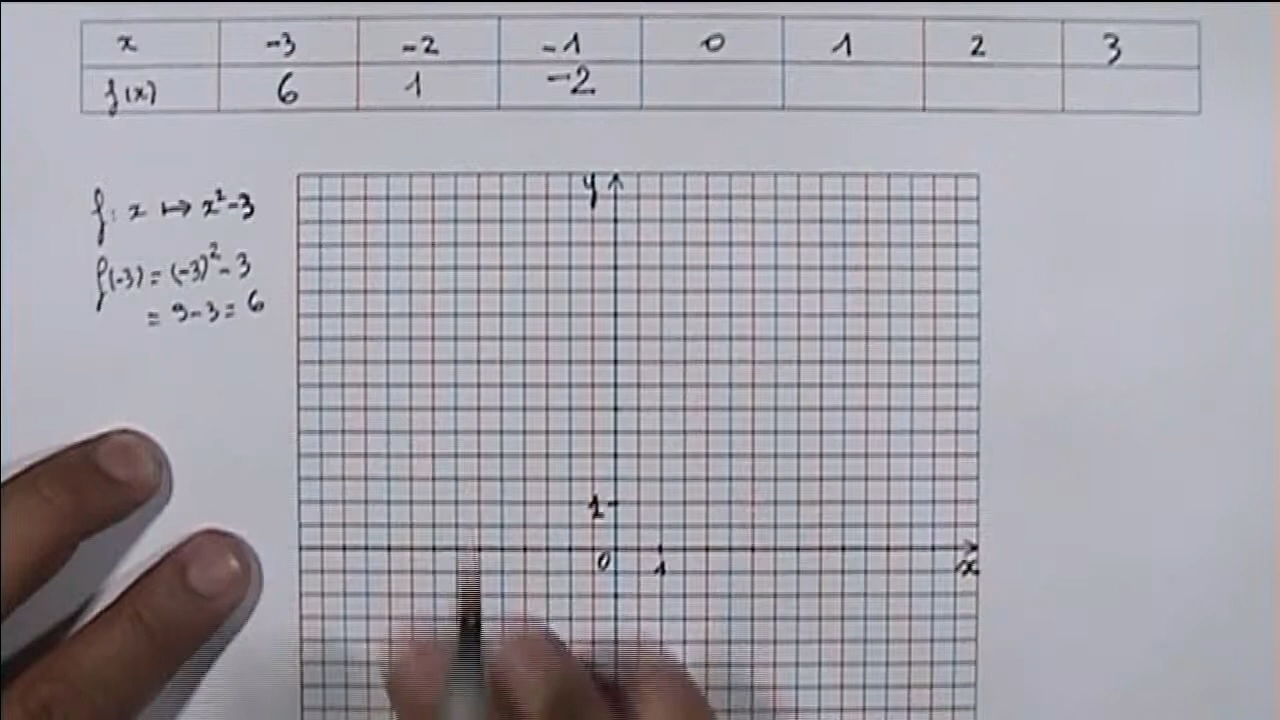 x -3 -2 -1 0 1 2 3
f(x) 6 1 -2
f: x ↦ x²-3
f(-3) = (-3)² - 3
= 9-3 = 6
y
1
0 1 x